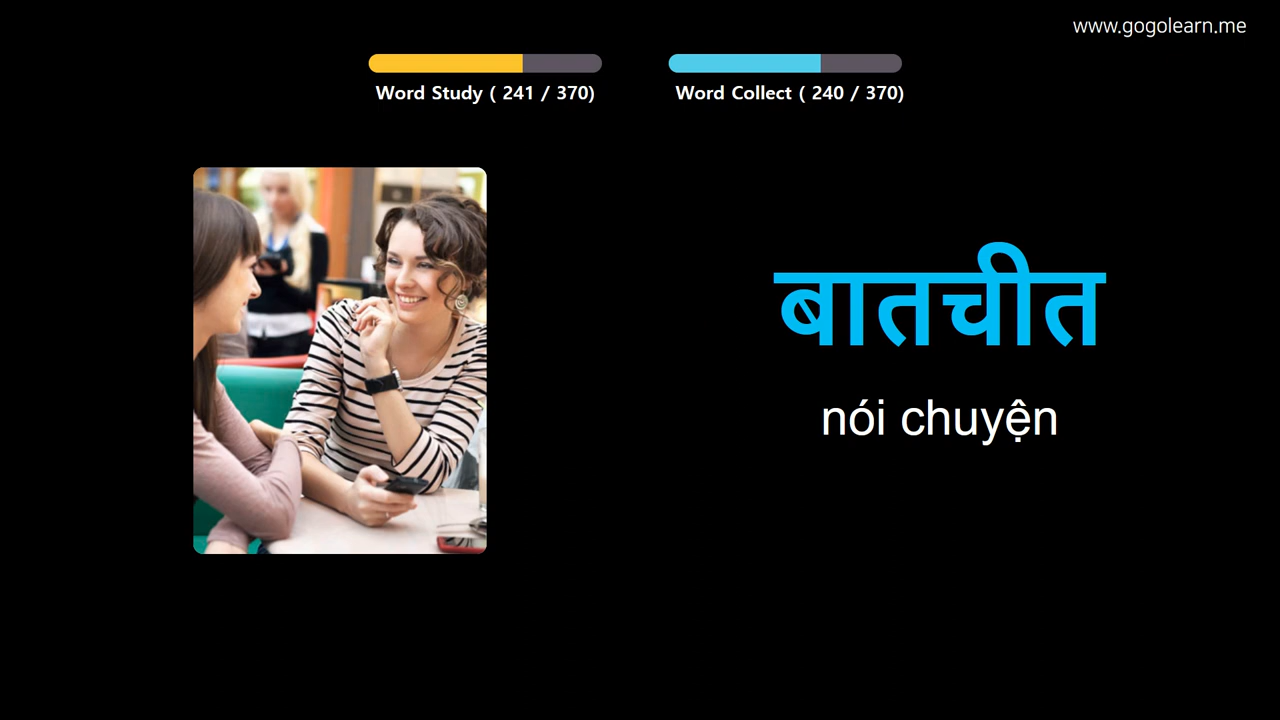 www.gogolearn.me
Word Study ( 241 / 370)
Word Collect ( 240 / 370)
बातचीत
nói chuyện